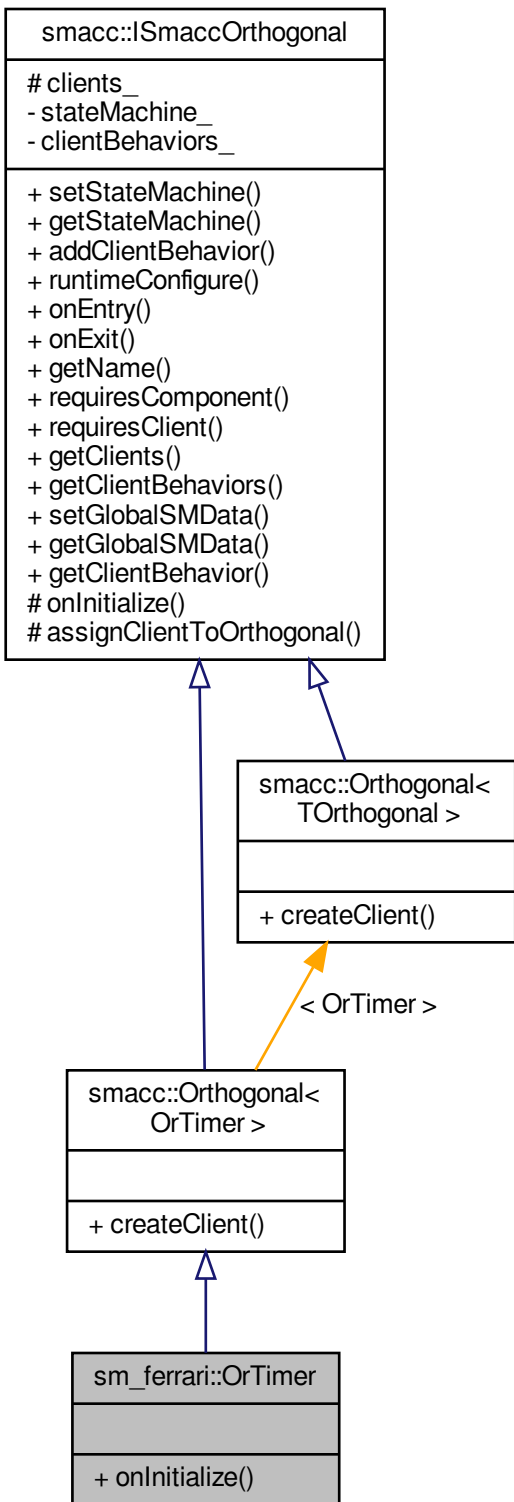 smacc::ISmaccOrthogonal
# clients_
- stateMachine_
- clientBehaviors_
+ setStateMachine()
+ getStateMachine()
+ addClientBehavior()
+ runtimeConfigure()
+ onEntry()
+ onExit()
+ getName()
+ requiresComponent()
+ requiresClient()
+ getClients()
+ getClientBehaviors()
+ setGlobalSMData()
+ getGlobalSMData()
+ getClientBehavior()
# onInitialize()
# assignClientToOrthogonal()
smacc::Orthogonal<
TOrthogonal >
+ createClient()
< OrTimer >
smacc::Orthogonal<
OrTimer >
+ createClient()
sm_ferrari::OrTimer
+ onInitialize()